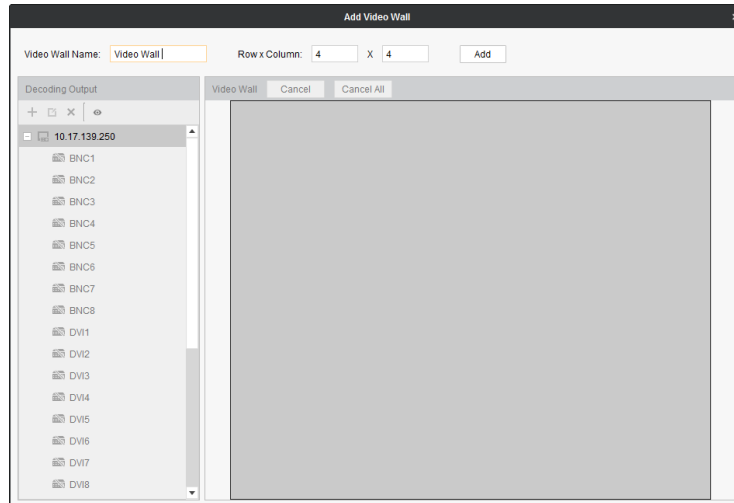 Add Video Wall
Video Wall Name: Video Wall Row x Column: 4 X 4 Add
Decoding Output
Video Wall Cancel Cancel All
10.17.139.250
BNC1
BNC2
BNC3
BNC4
BNC5
BNC6
BNC7
BNC8
DVI1
DVI2
DVI3
DVI4
DVI5
DVI6
DVI7
DVI8